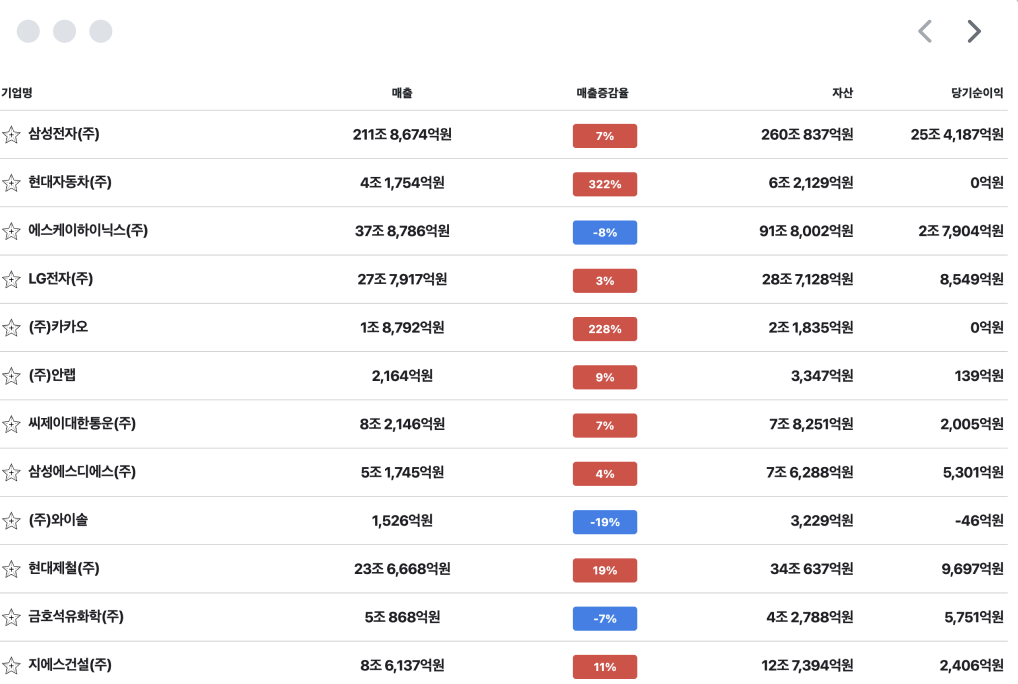 기업명 매출 매출증감율 자산 당기순이익
삼성전자(주) 211조 8,674억원 7% 260조 837억원 25조 4,187억원
현대자동차(주) 4조 1,754억원 322% 6조 2,129억원 0억원
에스케이하이닉스(주) 37조 8,786억원 -8% 91조 8,002억원 2조 7,904억원
LG전자(주) 27조 7,917억원 3% 28조 7,128억원 8,549억원
(주)카카오 1조 8,792억원 228% 2조 1,835억원 0억원
(주)안랩 2,164억원 9% 3,347억원 139억원
씨제이대한통운(주) 8조 2,146억원 7% 7조 8,251억원 2,005억원
삼성에스디에스(주) 5조 1,745억원 4% 7조 6,288억원 5,301억원
(주)와이솔 1,526억원 -19% 3,229억원 -46억원
현대제철(주) 23조 6,668억원 19% 34조 637억원 9,697억원
금호석유화학(주) 5조 868억원 -7% 4조 2,788억원 5,751억원
지에스건설(주) 8조 6,137억원 11% 12조 7,394억원 2,406억원